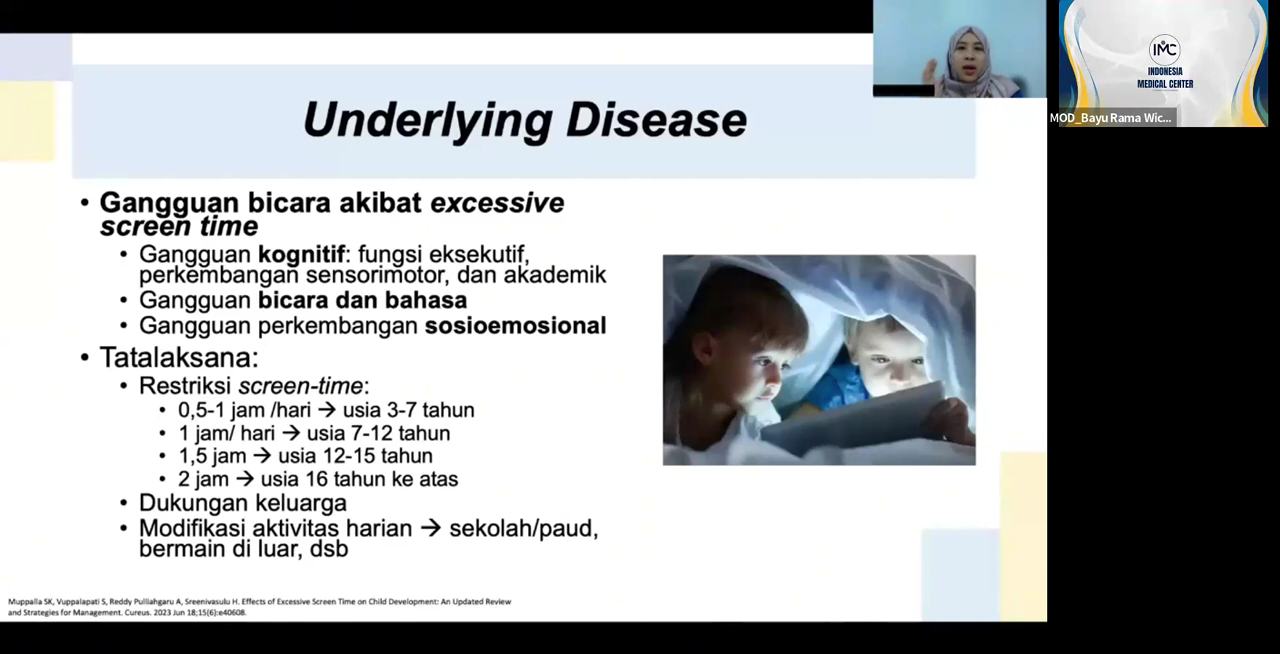 Underlying Disease
• Gangguan bicara akibat excessive
screen time
• Gangguan kognitif: fungsi eksekutif,
perkembangan sensorimotor, dan akademik
• Gangguan bicara dan bahasa
• Gangguan perkembangan sosioemosional
• Tatalaksana:
• Restriksi screen-time:
• 0,5-1 jam /hari → usia 3-7 tahun
• 1 jam/ hari → usia 7-12 tahun
• 1,5 jam → usia 12-15 tahun
• 2 jam → usia 16 tahun ke atas
• Dukungan keluarga
• Modifikasi aktivitas harian → sekolah/paud,
bermain di luar, dsb
Muppalla SK, Vuppalapati S, Reddy Pulliahgaru A, Sreenivasulu H. Effects of Excessive Screen Time on Child Development: An Updated Review
and Strategies for Management. Cureus. 2023 Jun 18;15(6):e40608.
IMC
INDONESIA
MEDICAL CENTER
MOD_Bayu Rama Wic...